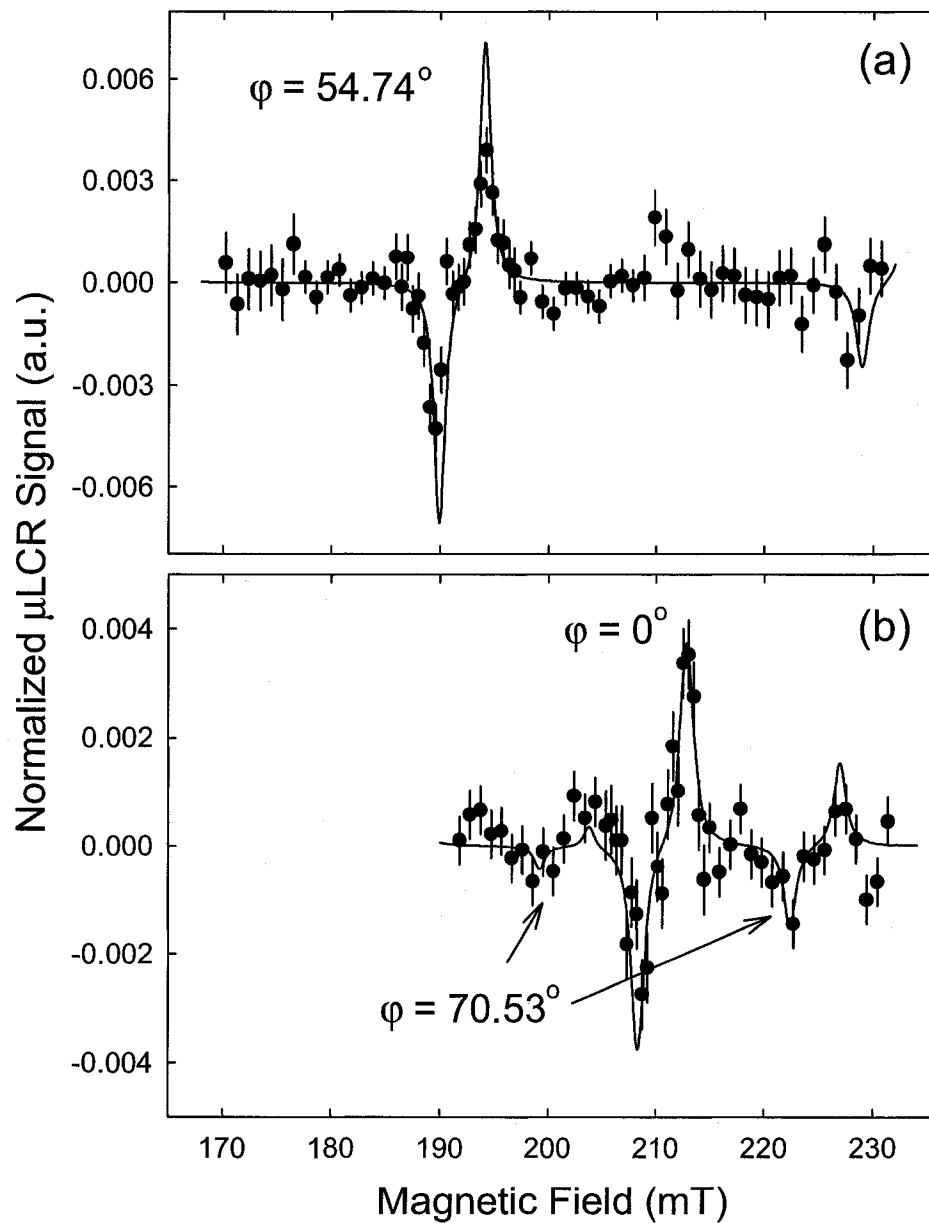 (a)
φ = 54.74°
0.006
0.003
0.000
-0.003
-0.006
Normalized μLCR Signal (a.u.)
(b)
φ = 0°
0.004
0.002
0.000
-0.002
-0.004
φ = 70.53°
170 180 190 200 210 220 230
Magnetic Field (mT)